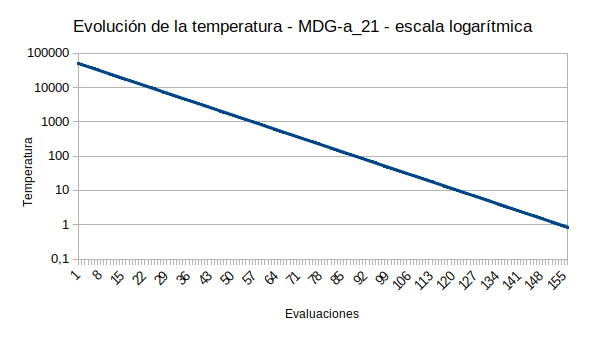 Evolución de la temperatura - MDG-a_21 - escala logarítmica
100000
10000
1000
100
10
1
0,1
Temperatura
1 8 15 22 29 36 43 50 57 64 71 78 85 92 99 106 113 120 127 134 141 148 155
Evaluaciones